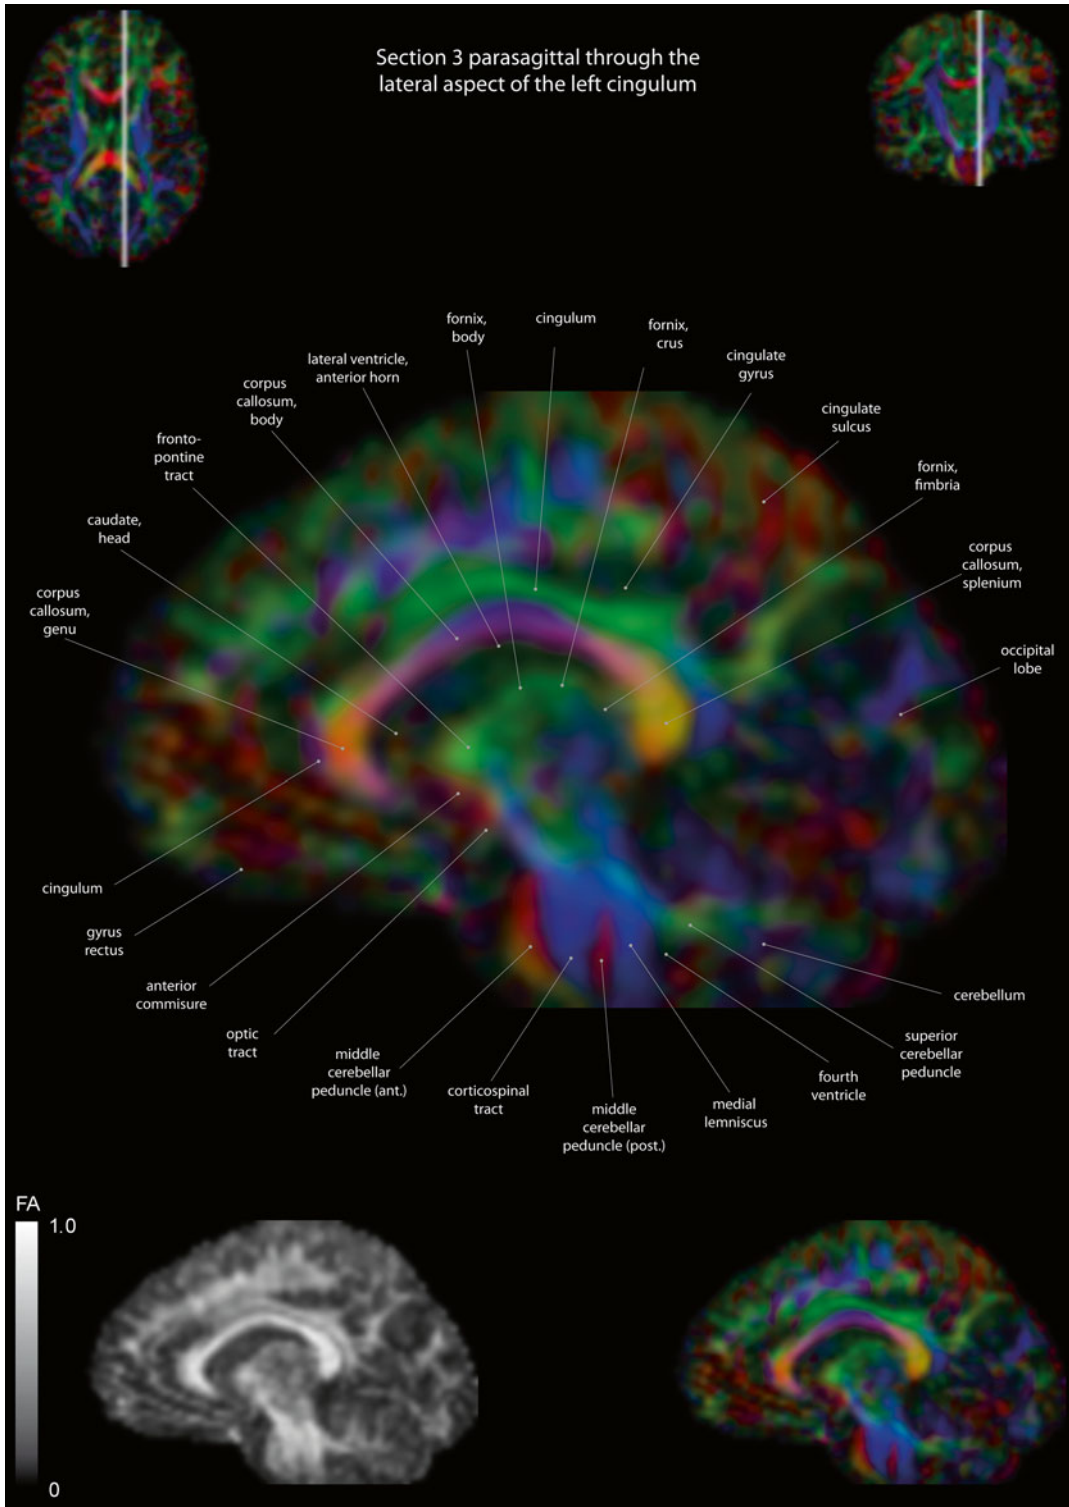 Section 3 parasagittal through the
lateral aspect of the left cingulum
fornix,
body
cingulum
fornix,
crus
lateral ventricle,
anterior horn
cingulate
gyrus
corpus
callosum,
body
cingulate
sulcus
fronto-
pontine
tract
fornix,
fimbria
caudate,
head
corpus
callosum,
splenium
corpus
callosum,
genu
occipital
lobe
cingulum
gyrus
rectus
anterior
commisure
cerebellum
optic
tract
superior
cerebellar
peduncle
middle
cerebellar
peduncle (ant.)
corticospinal
tract
middle
cerebellar
peduncle (post.)
medial
lemniscus
fourth
ventricle
FA
1.0
0